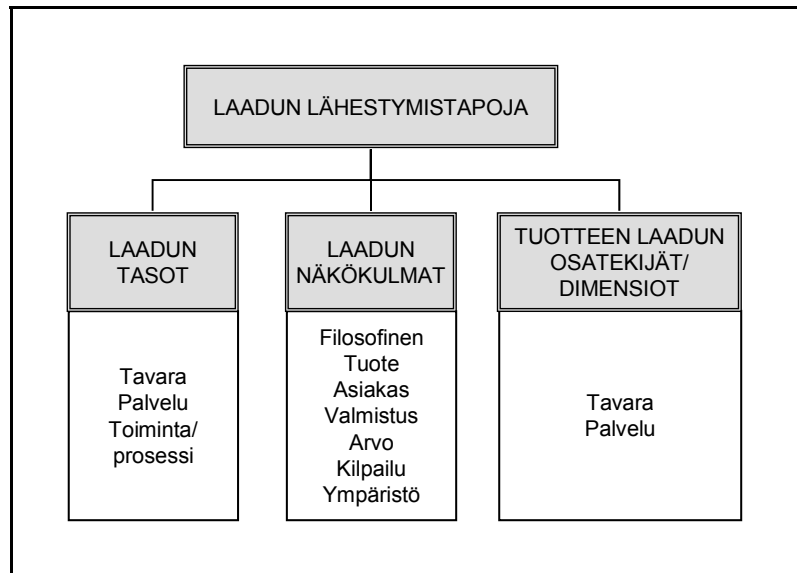 LAADUN LÄHESTYMISTAPOJA
LAADUN
TASOT
Tavara
Palvelu
Toiminta/
prosessi
LAADUN
NÄKÖKULMAT
Filosofinen
Tuote
Asiakas
Valmistus
Arvo
Kilpailu
Ympäristö
TUOTTEEN LAADUN
OSATEKIJÄT/
DIMENSIOT
Tavara
Palvelu